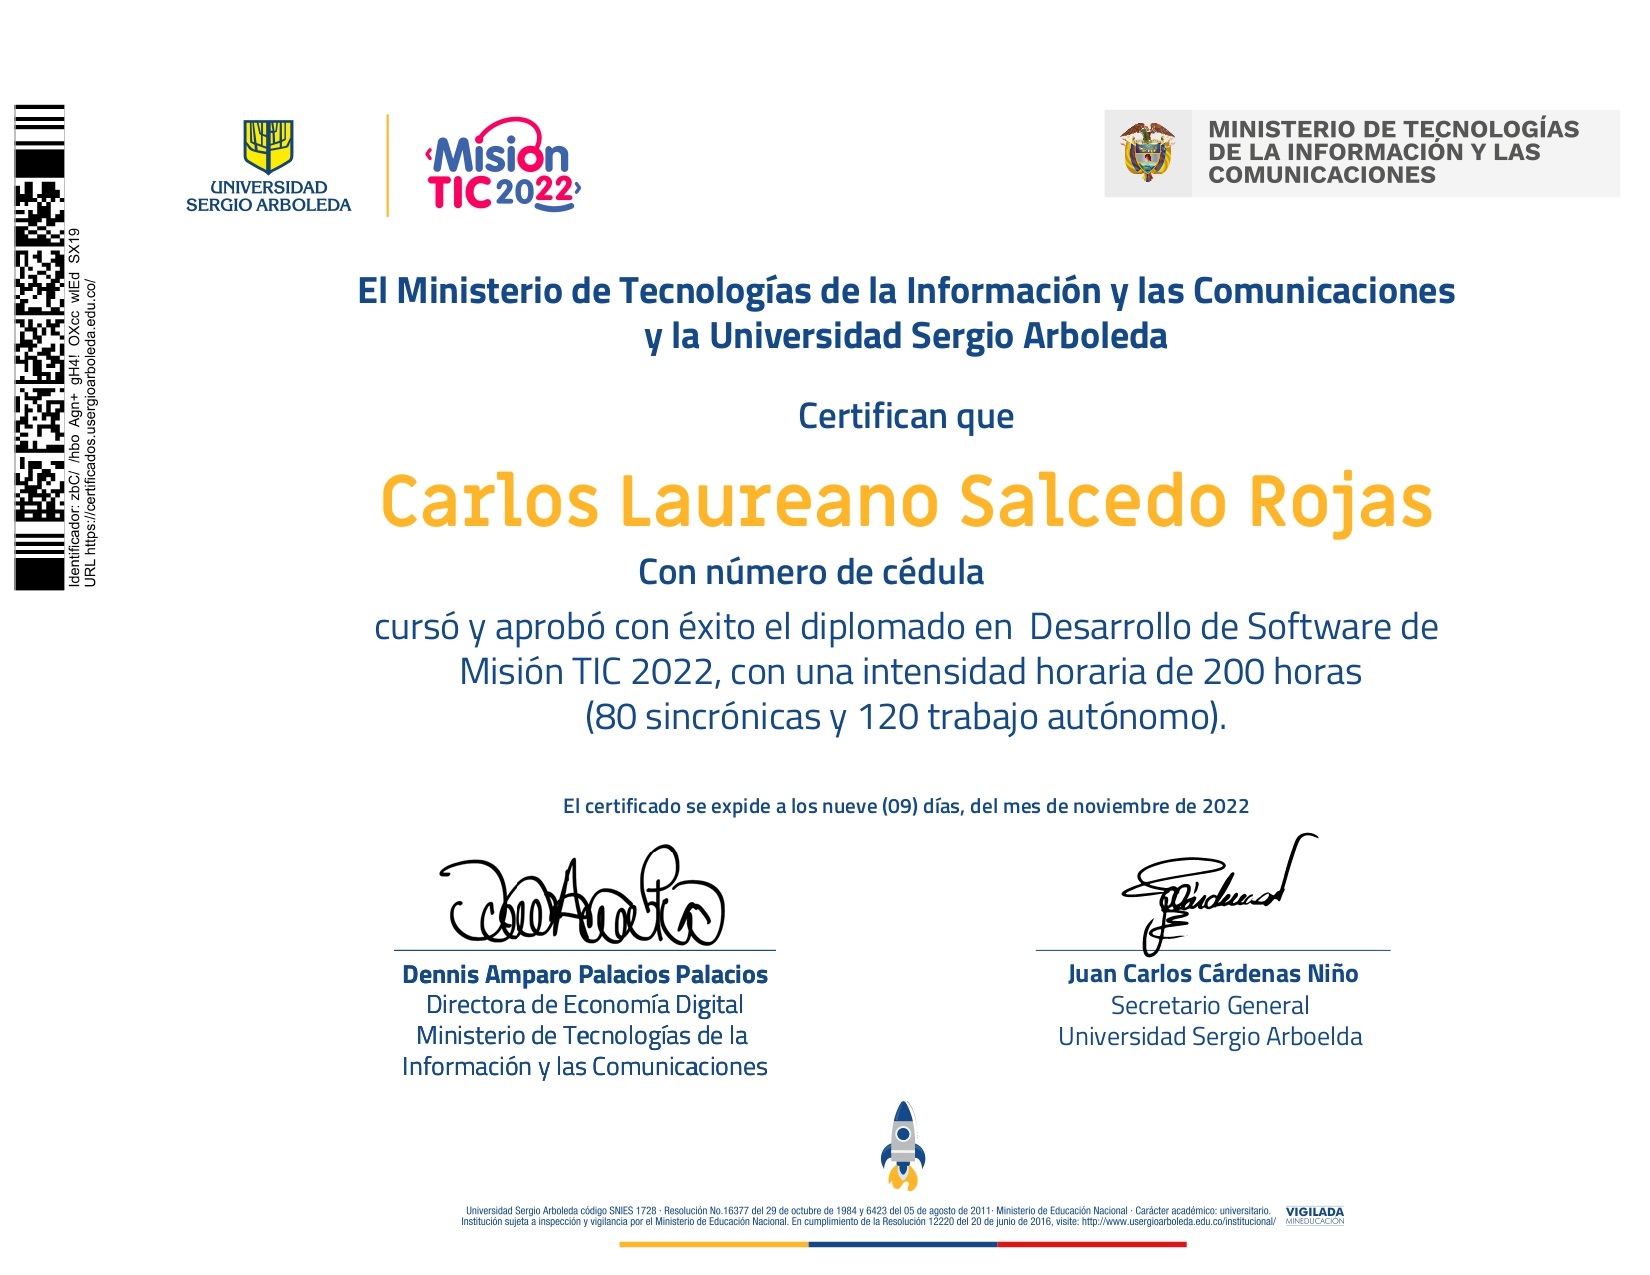 UNIVERSIDAD
SERGIO ARBOLEDA
‹Misión
TIC 2022›
MINISTERIO DE TECNOLOGÍAS
DE LA INFORMACIÓN Y LAS
COMUNICACIONES
Identificador: zbC/ /hbo Agn+ gH4! OXcc wlEd SX19
URL https://certificados.usergioarboleda.edu.co/
El Ministerio de Tecnologías de la Información y las Comunicaciones
y la Universidad Sergio Arboleda
Certifican que
Carlos Laureano Salcedo Rojas
Con número de cédula
cursó y aprobó con éxito el diplomado en Desarrollo de Software de
Misión TIC 2022, con una intensidad horaria de 200 horas
(80 sincrónicas y 120 trabajo autónomo).
El certificado se expide a los nueve (09) días, del mes de noviembre de 2022
Dennis Amparo Palacios Palacios
Directora de Economía Digital
Ministerio de Tecnologías de la
Información y las Comunicaciones
Juan Carlos Cárdenas Niño
Secretario General
Universidad Sergio Arboelda
Universidad Sergio Arboleda código SNIES 1728 · Resolución No.16377 del 29 de octubre de 1984 y 6423 del 05 de agosto de 2011· Ministerio de Educación Nacional · Carácter académico: universitario.
Institución sujeta a inspección y vigilancia por el Ministerio de Educación Nacional. En cumplimiento de la Resolución 12220 del 20 de junio de 2016, visite: http://www.usergioarboleda.edu.co/institucional/
VIGILADA
MINEDUCACIÓN